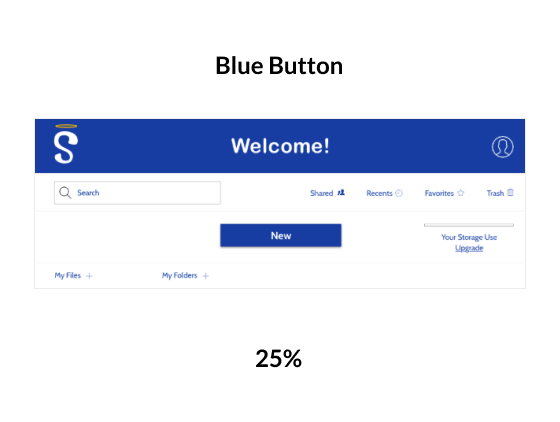 Blue Button
S
Welcome!
Search
Shared
Recents
Favorites
Trash
New
Your Storage Use
Upgrade
My Files +
My Folders +
25%